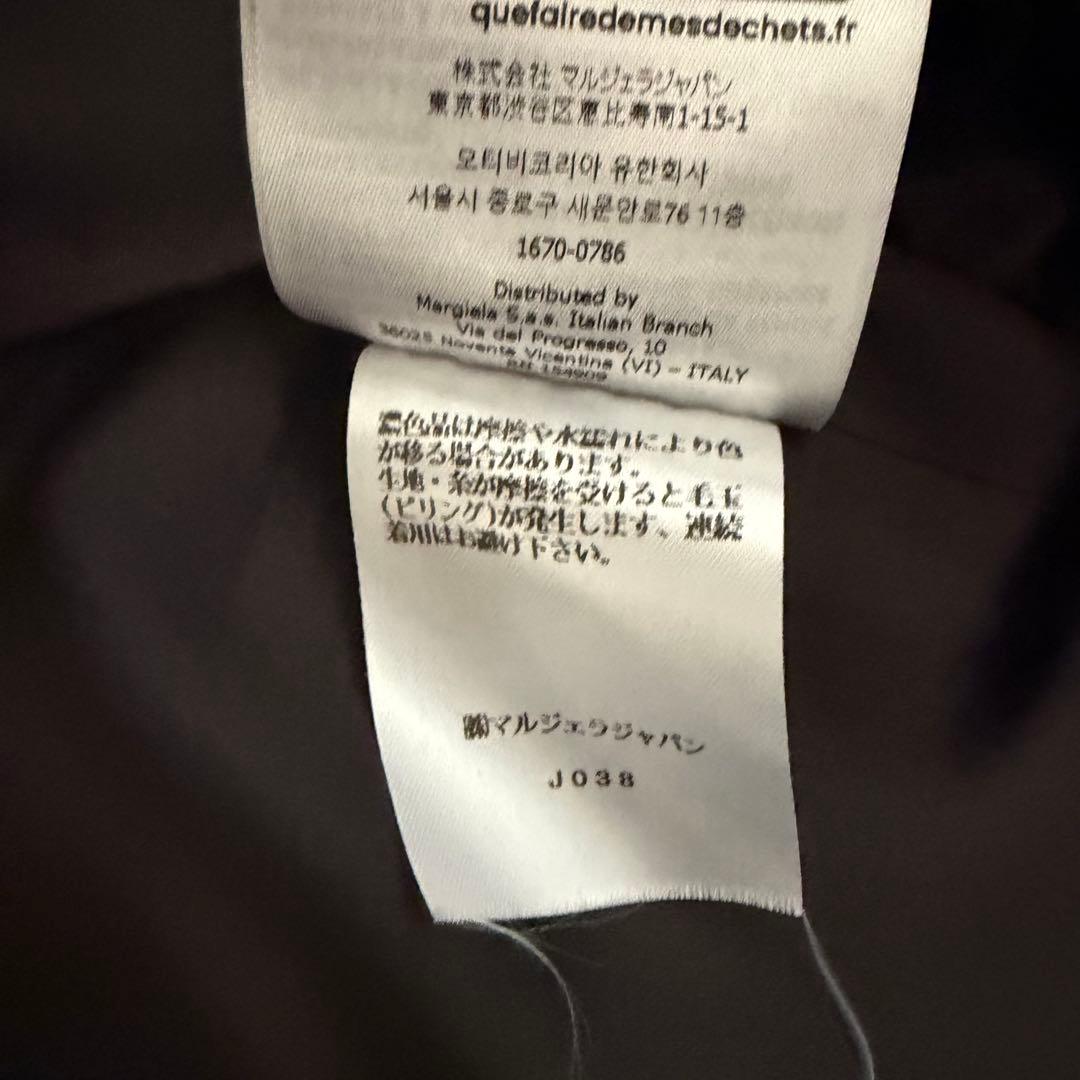 quefairedemesdechets.fr
株式会社 マルジェラジャパン
東京都渋谷区恵比寿南1-15-1
오티비코리아 유한회사
서울시 종로구 새문안로76 11층
1670-0786
Distributed by
Margiela S.a.s. Italian Branch
Via del Progresso, 10
36025 Noventa Vicentina (VI) - ITALY
濃色品は摩擦や水濡れにより色
が移る場合があります。
生地・糸が摩擦を受けると毛玉
(ピリング)が発生します。連続
着用はお避け下さい。
㈱マルジェラジャパン
J038